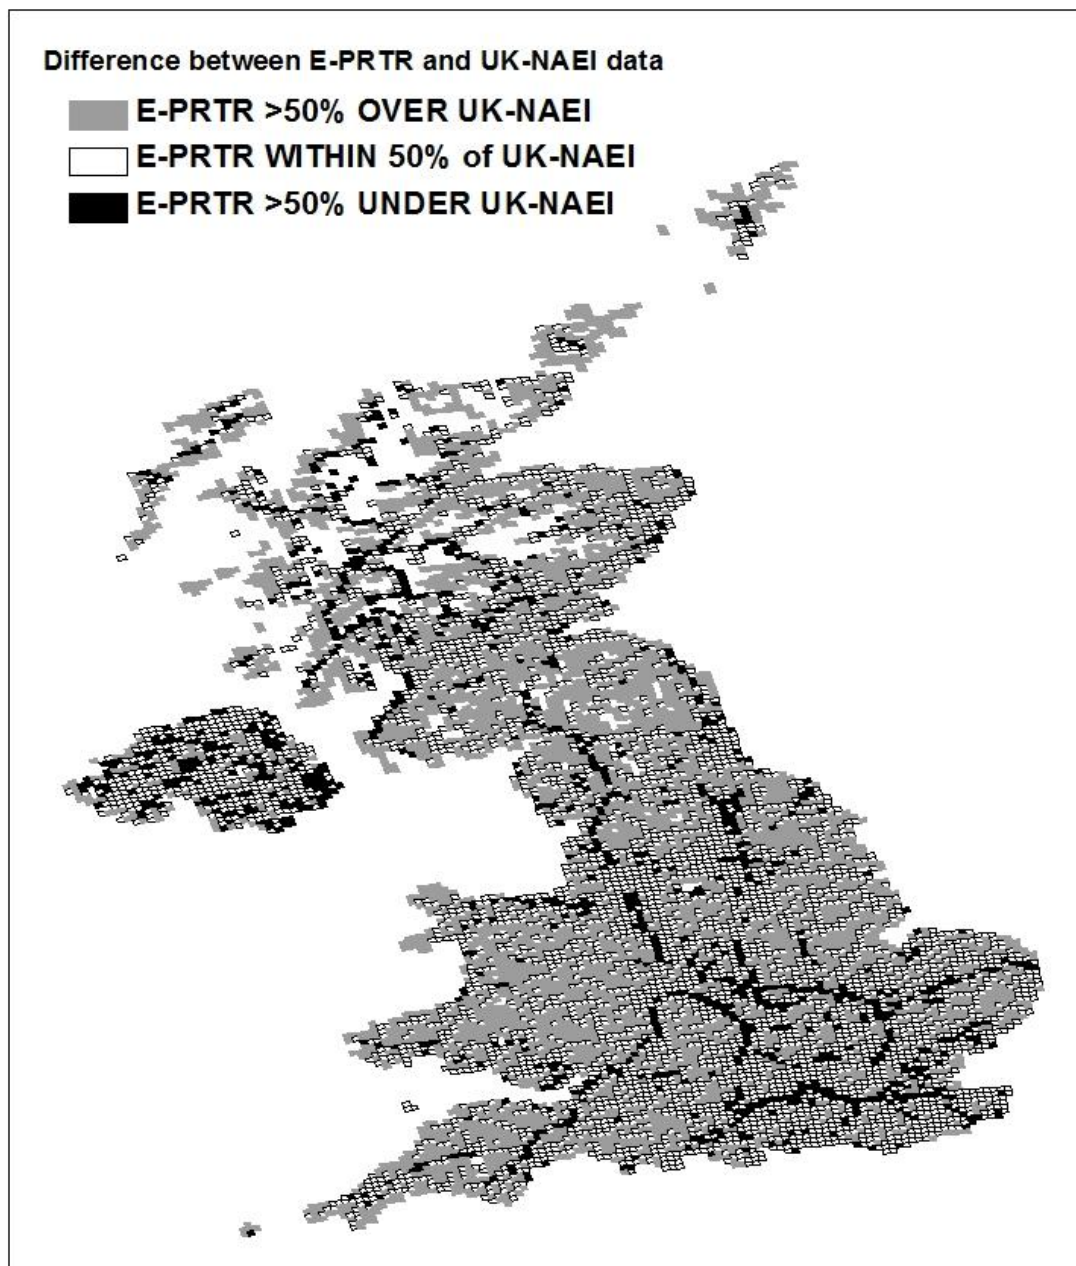 Difference between E-PRTR and UK-NAEI data
E-PRTR >50% OVER UK-NAEI
E-PRTR WITHIN 50% of UK-NAEI
E-PRTR >50% UNDER UK-NAEI